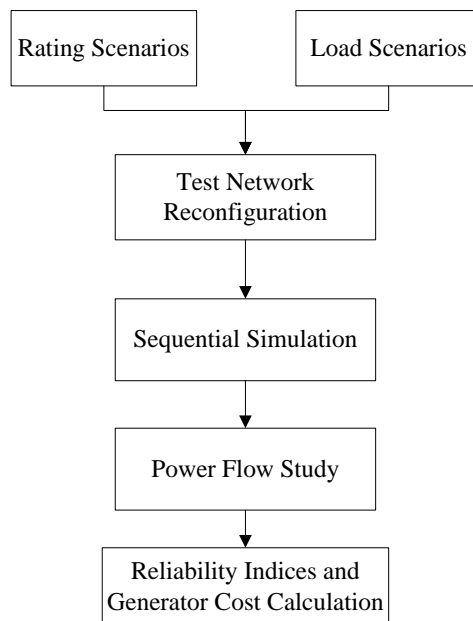 Rating Scenarios
Load Scenarios
Test Network
Reconfiguration
Sequential Simulation
Power Flow Study
Reliability Indices and
Generator Cost Calculation